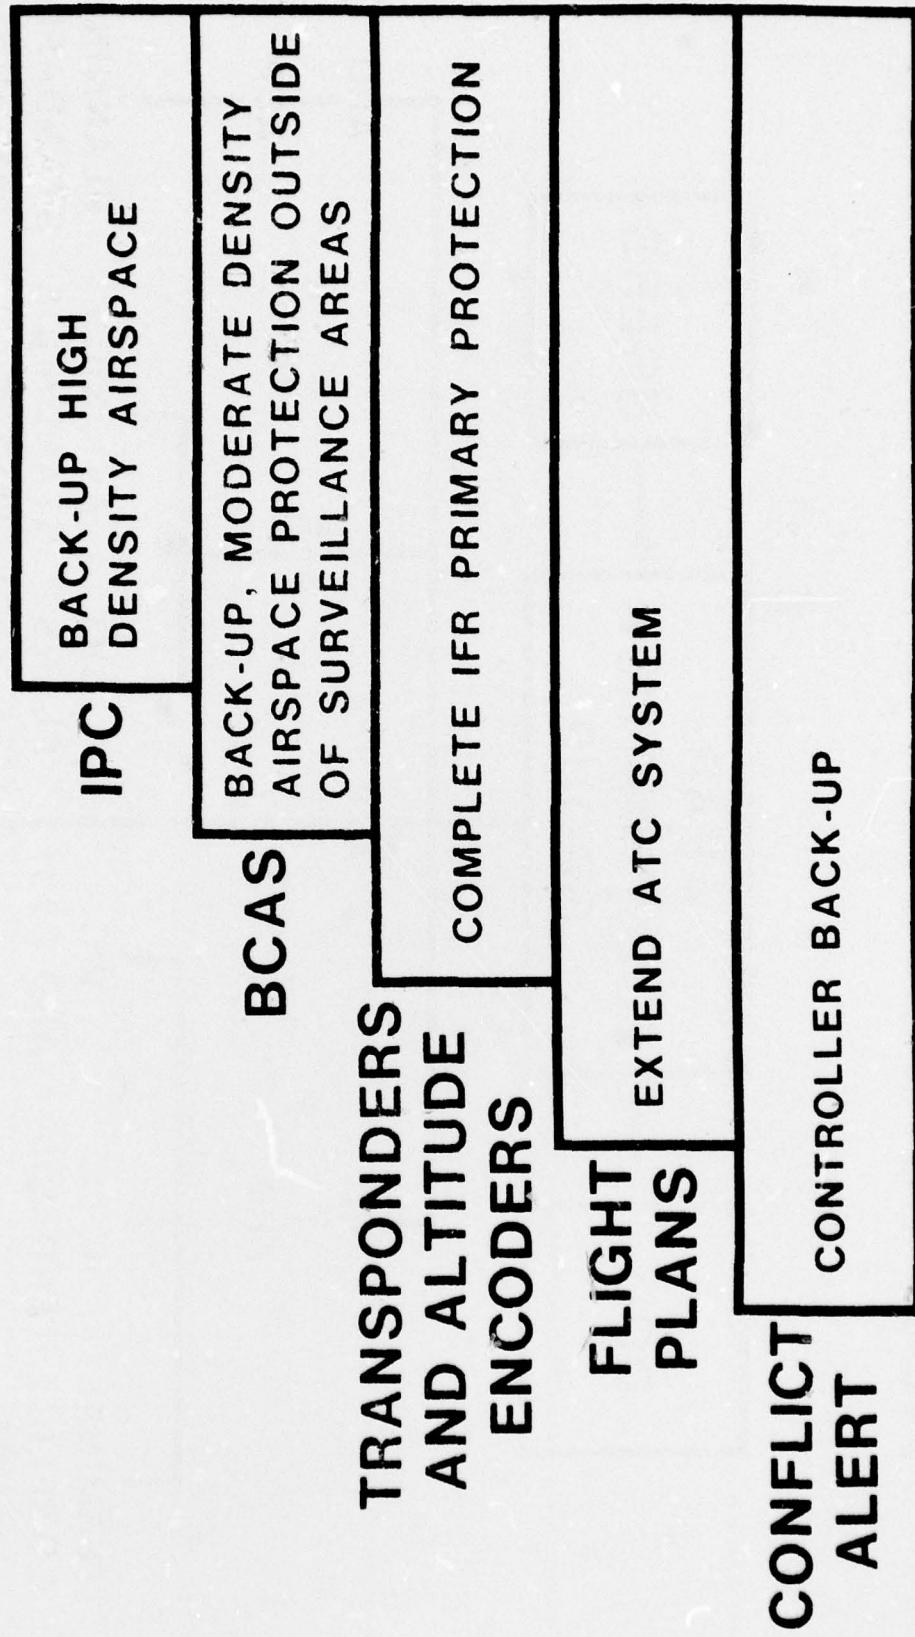 IPC
BACK-UP HIGH
DENSITY AIRSPACE
BCAS
BACK-UP, MODERATE DENSITY
AIRSPACE PROTECTION OUTSIDE
OF SURVEILLANCE AREAS
TRANSPONDERS
AND ALTITUDE
ENCODERS
COMPLETE IFR PRIMARY PROTECTION
FLIGHT
PLANS
EXTEND ATC SYSTEM
CONFLICT
ALERT
CONTROLLER BACK-UP